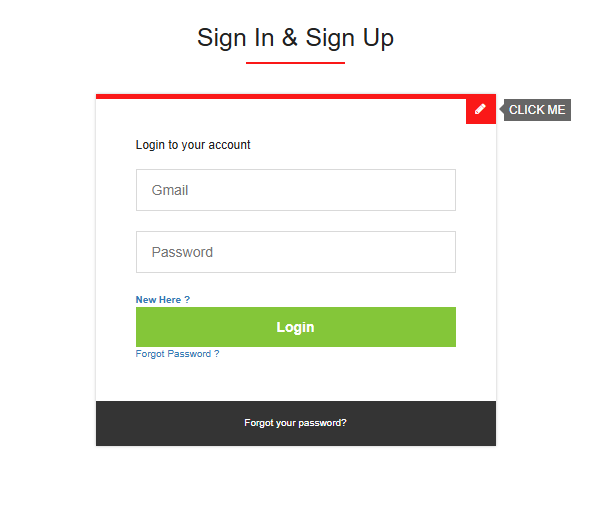 Sign In & Sign Up
CLICK ME
Login to your account
Gmail
Password
New Here ?
Login
Forgot Password ?
Forgot your password?